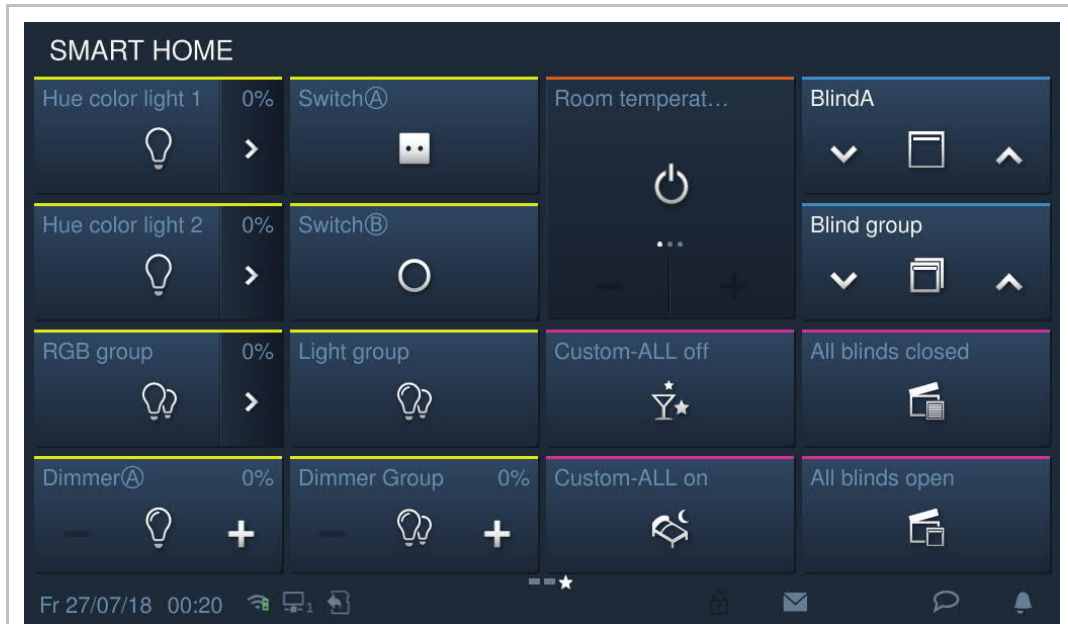 SMART HOME
Hue color light 1 0%
SwitchⒶ
Room temperat...
BlindA
Hue color light 2 0%
SwitchⒷ
Blind group
RGB group 0%
Light group
Custom-ALL off
All blinds closed
DimmerⒶ 0%
Dimmer Group 0%
Custom-ALL on
All blinds open
Fr 27/07/18 00:20 1